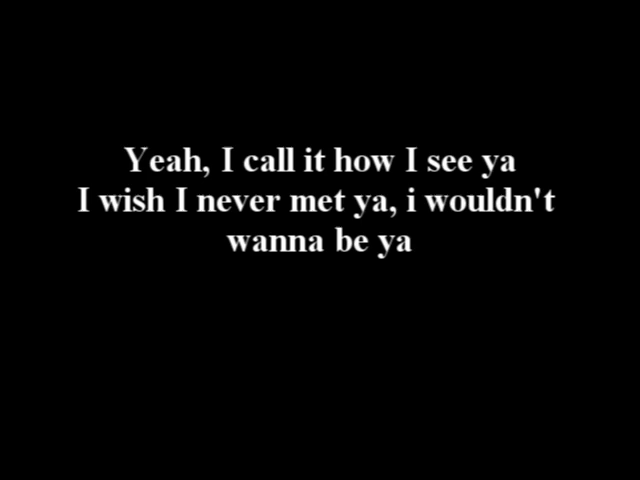 Yeah, I call it how I see ya
I wish I never met ya, i wouldn't
wanna be ya